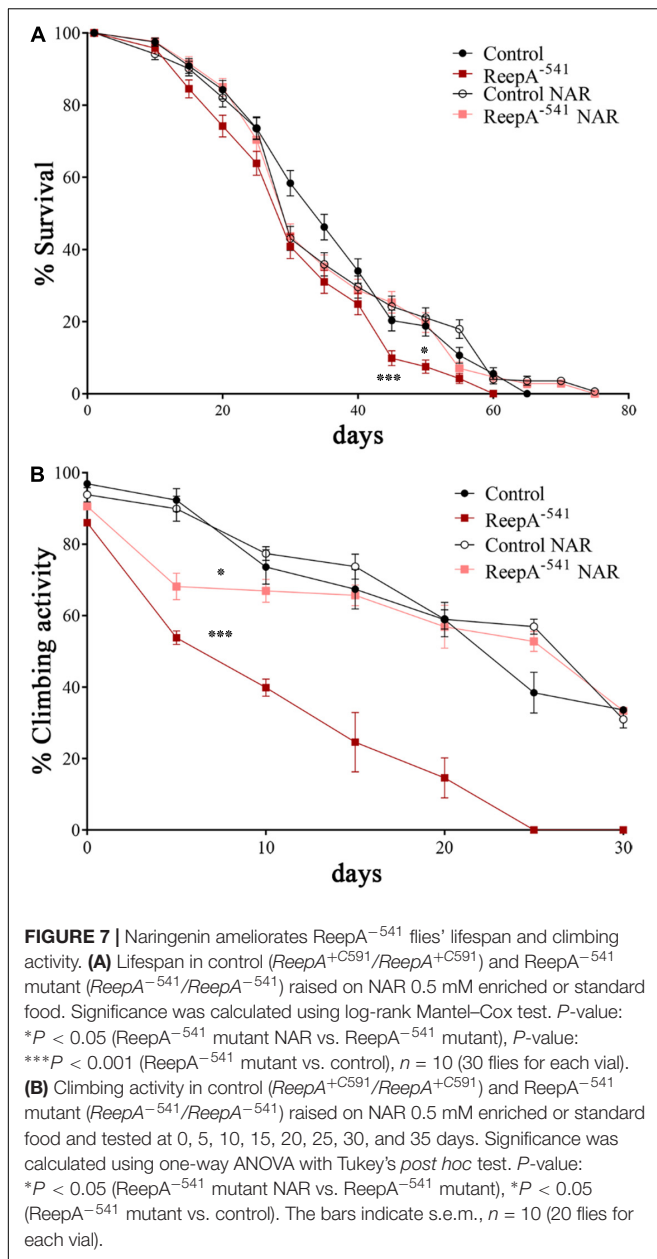 A
100
80
60
40
20
0
% Survival
0 20 40 60 80
days
Control
ReepA⁻⁵⁴¹
Control NAR
ReepA⁻⁵⁴¹ NAR
*
***
B
100
80
60
40
20
0
% Climbing activity
0 10 20 30
days
Control
ReepA⁻⁵⁴¹
Control NAR
ReepA⁻⁵⁴¹ NAR
*
***
FIGURE 7 | Naringenin ameliorates ReepA⁻⁵⁴¹ flies' lifespan and climbing
activity. (A) Lifespan in control (ReepA⁺ᶜ⁵⁹¹/ReepA⁺ᶜ⁵⁹¹) and ReepA⁻⁵⁴¹
mutant (ReepA⁻⁵⁴¹/ReepA⁻⁵⁴¹) raised on NAR 0.5 mM enriched or standard
food. Significance was calculated using log-rank Mantel–Cox test. P-value:
*P < 0.05 (ReepA⁻⁵⁴¹ mutant NAR vs. ReepA⁻⁵⁴¹ mutant), P-value:
***P < 0.001 (ReepA⁻⁵⁴¹ mutant vs. control), n = 10 (30 flies for each vial).
(B) Climbing activity in control (ReepA⁺ᶜ⁵⁹¹/ReepA⁺ᶜ⁵⁹¹) and ReepA⁻⁵⁴¹
mutant (ReepA⁻⁵⁴¹/ReepA⁻⁵⁴¹) raised on NAR 0.5 mM enriched or standard
food and tested at 0, 5, 10, 15, 20, 25, 30, and 35 days. Significance was
calculated using one-way ANOVA with Tukey's post hoc test. P-value:
*P < 0.05 (ReepA⁻⁵⁴¹ mutant NAR vs. ReepA⁻⁵⁴¹ mutant), *P < 0.05
(ReepA⁻⁵⁴¹ mutant vs. control). The bars indicate s.e.m., n = 10 (20 flies for
each vial).